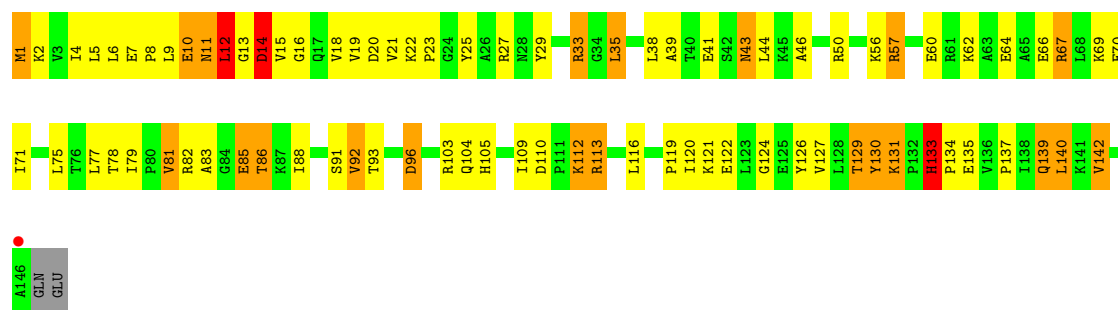 M1 K2 V3 I4 L5 L6 E7 P8 L9 E10 N11 L12 G13 D14 V15 G16 Q17 V18 V19 D20 V21 K22 P23 G24 Y25 A26 R27 N28 Y29 R33 G34 L35 L38 A39 T40 E41 S42 N43 L44 K45 A46 R50 K56 R57 E60 R61 K62 A63 E64 A65 E66 R67 L68 K69 E70
I71 L75 T76 L77 T78 I79 P80 V81 R82 A83 G84 E85 T86 K87 I88 S91 V92 T93 D96 R103 Q104 H105 I109 D110 P111 K112 R113 L116 P119 I120 K121 E122 L123 G124 E125 Y126 V127 L128 T129 Y130 K131 P132 H133 P134 E135 V136 P137 I138 Q139 L140 K141 V142
A146 GLN GLU